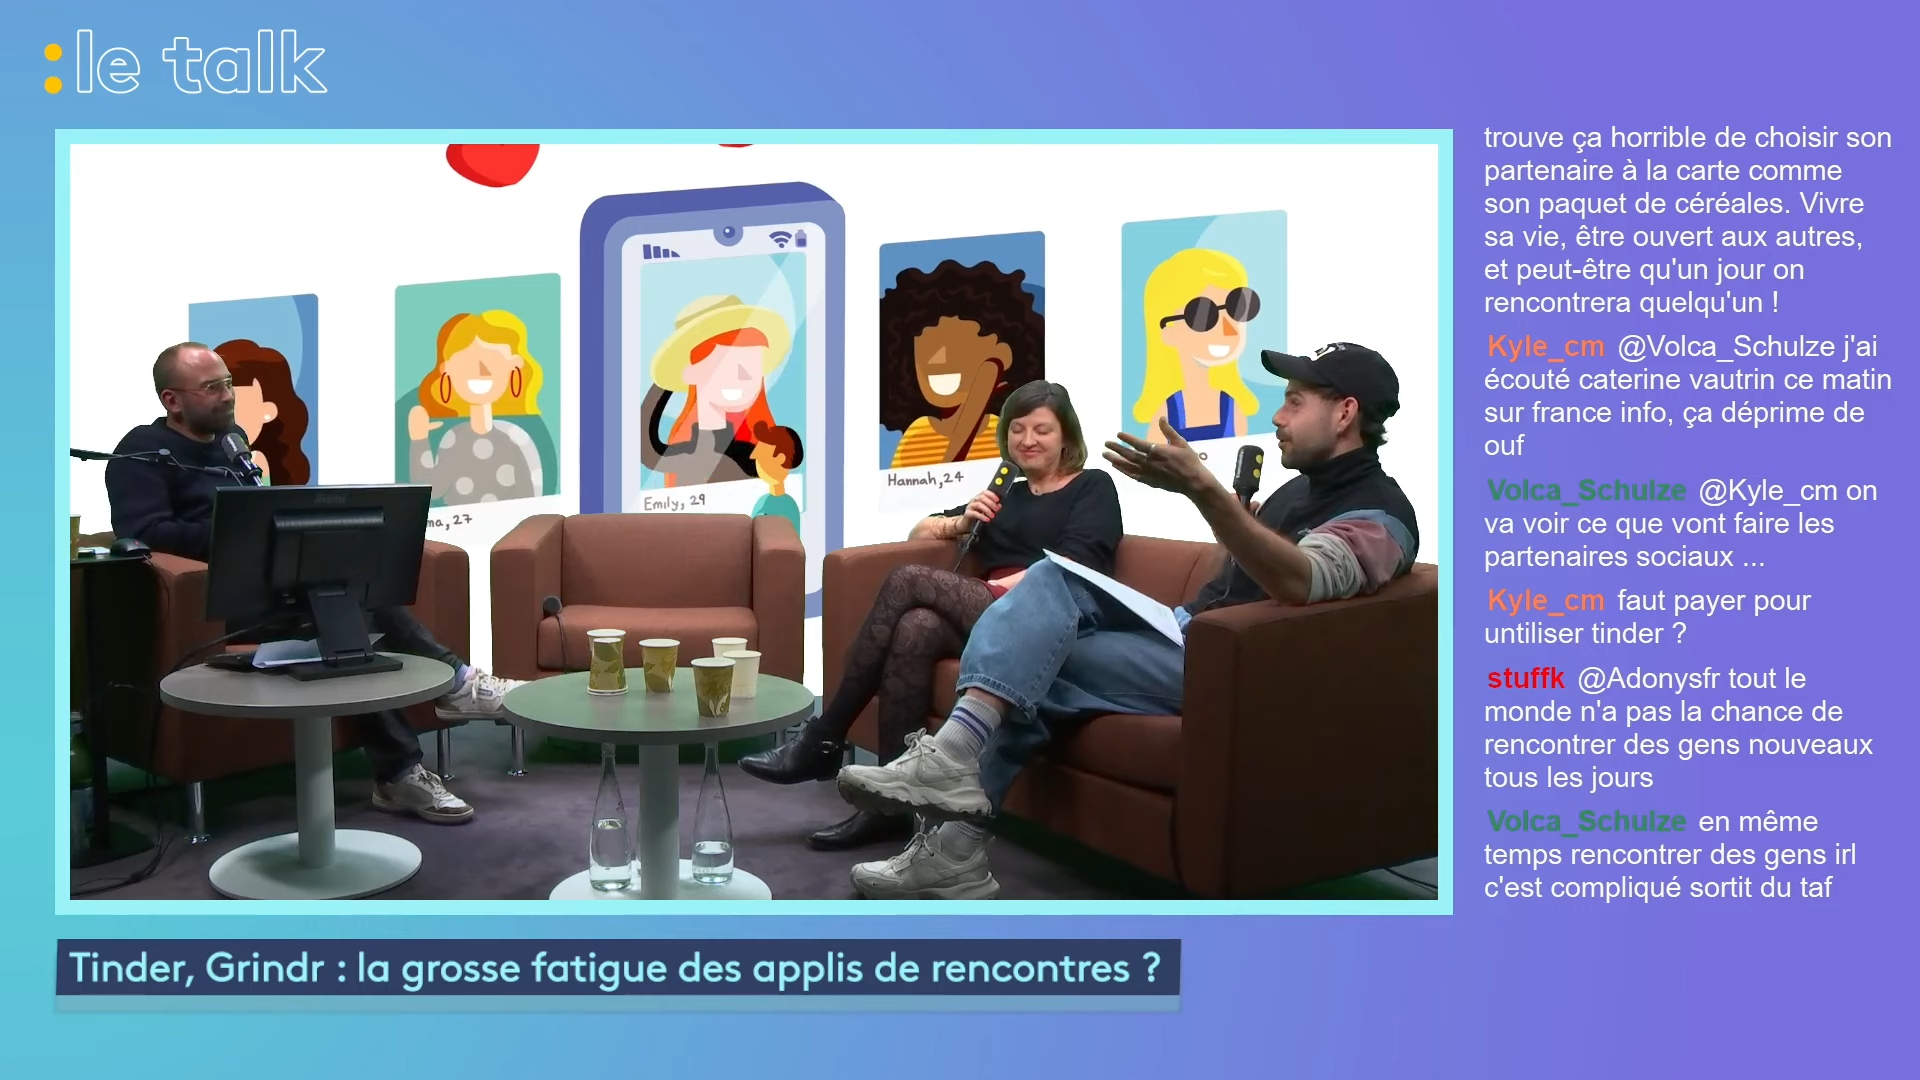 :le talk
ma, 27
Emily, 29
Hannah, 24
trouve ça horrible de choisir son
partenaire à la carte comme
son paquet de céréales. Vivre
sa vie, être ouvert aux autres,
et peut-être qu'un jour on
rencontrera quelqu'un !
Kyle_cm @Volca_Schulze j'ai
écouté caterine vautrin ce matin
sur france info, ça déprime de
ouf
Volca_Schulze @Kyle_cm on
va voir ce que vont faire les
partenaires sociaux ...
Kyle_cm faut payer pour
untiliser tinder ?
stuffk @Adonysfr tout le
monde n'a pas la chance de
rencontrer des gens nouveaux
tous les jours
Volca_Schulze en même
temps rencontrer des gens irl
c'est compliqué sortit du taf
Tinder, Grindr : la grosse fatigue des applis de rencontres ?